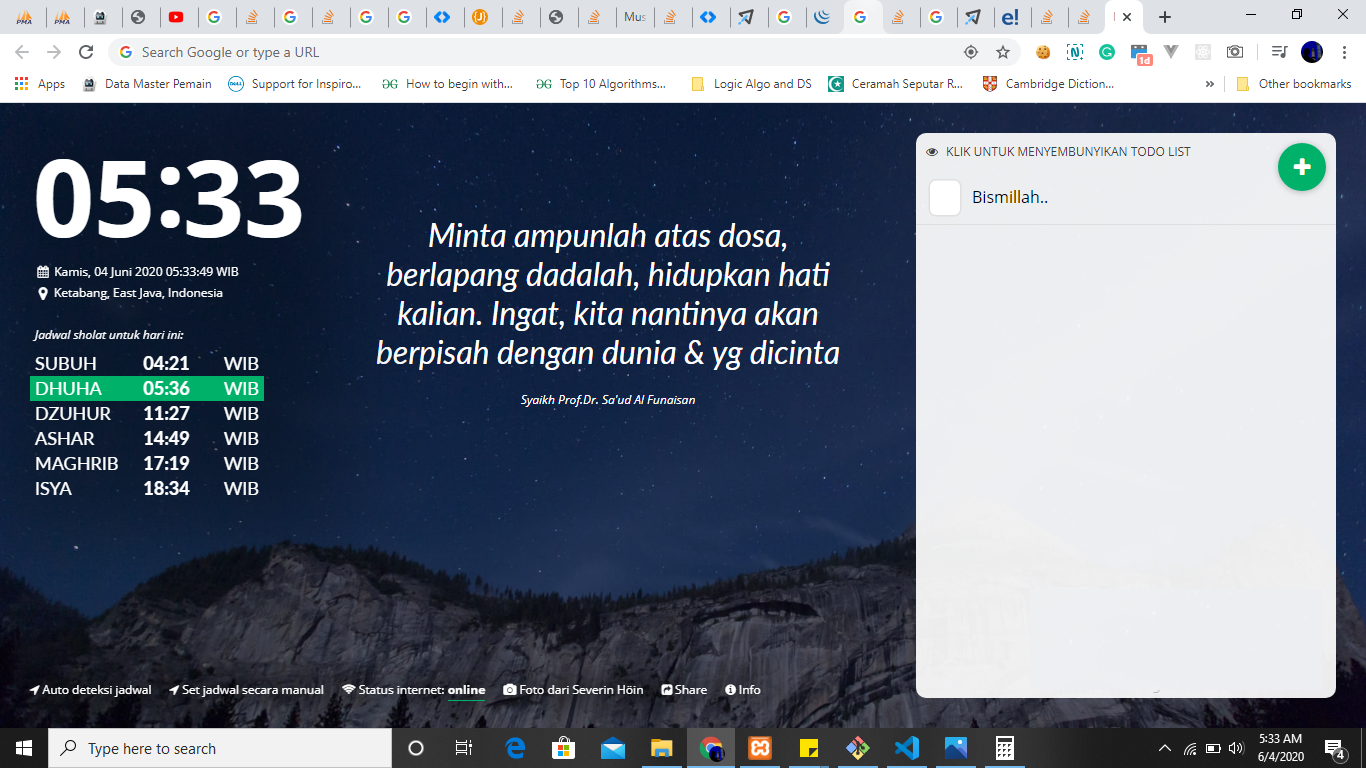 Mus
Search Google or type a URL
1d
Apps
Data Master Pemain
Support for Inspiro...
How to begin with...
Top 10 Algorithms...
Logic Algo and DS
Ceramah Seputar R...
Cambridge Diction...
»
Other bookmarks
05:33
Kamis, 04 Juni 2020 05:33:49 WIB
Ketabang, East Java, Indonesia
Jadwal sholat untuk hari ini:
SUBUH 04:21 WIB
DHUHA 05:36 WIB
DZUHUR 11:27 WIB
ASHAR 14:49 WIB
MAGHRIB 17:19 WIB
ISYA 18:34 WIB
Minta ampunlah atas dosa,
berlapang dadalah, hidupkan hati
kalian. Ingat, kita nantinya akan
berpisah dengan dunia & yg dicinta
Syaikh Prof.Dr. Sa'ud Al Funaisan
KLIK UNTUK MENYEMBUNYIKAN TODO LIST
Bismillah..
Auto deteksi jadwal
Set jadwal secara manual
Status internet: online
Foto dari Severin Höin
Share
Info
Type here to search
5:33 AM
6/4/2020
4